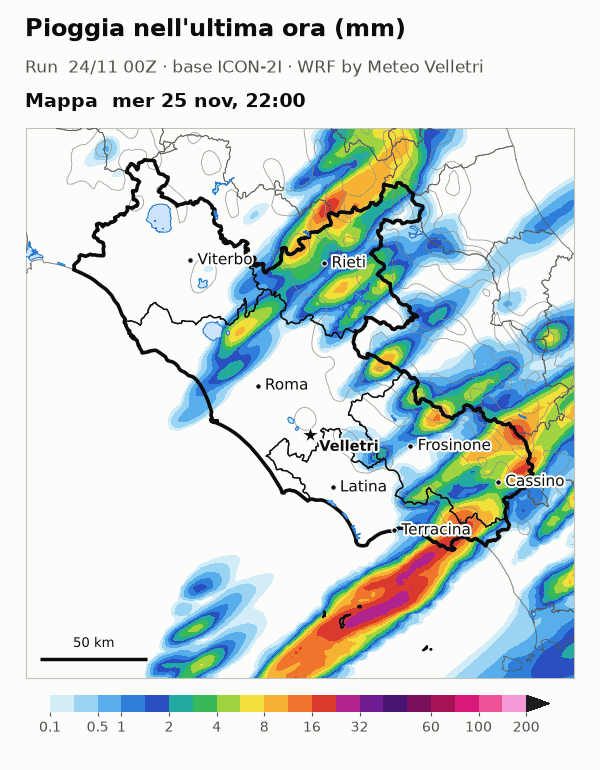 Pioggia nell'ultima ora (mm)
Run  24/11 00Z · base ICON-2I · WRF by Meteo Velletri
Mappa  mer 25 nov, 22:00
Viterbo
Rieti
Roma
Velletri
Frosinone
Latina
Cassino
Terracina
50 km
0.1 0.5 1 2 4 8 16 32 60 100 200